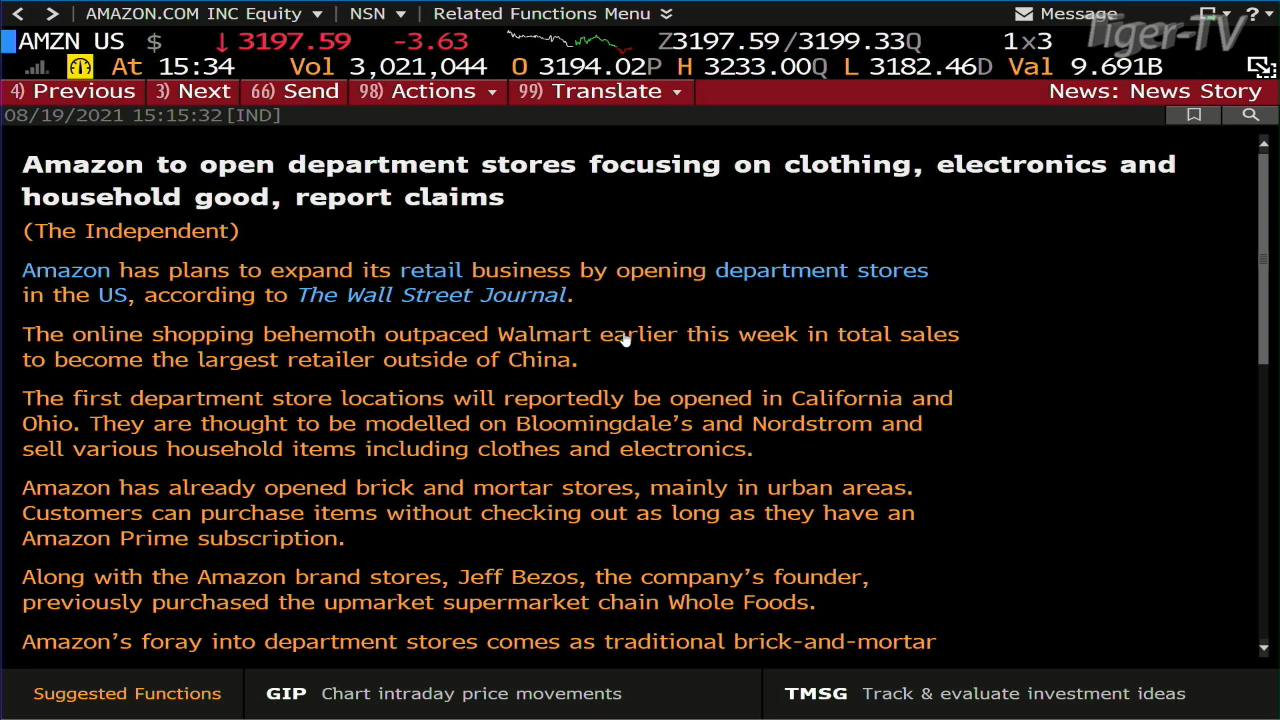 < > AMAZON.COM INC Equity NSN Related Functions Menu Message ?
Tiger-TV
AMZN US $ ↓ 3197.59 -3.63 Z3197.59/3199.33Q 1x3
At 15:34 Vol 3,021,044 O 3194.02P H 3233.00Q L 3182.46D Val 9.691B
4) Previous 3) Next 66) Send 98) Actions 99) Translate News: News Story
08/19/2021 15:15:32 [IND]
Amazon to open department stores focusing on clothing, electronics and
household good, report claims
(The Independent)
Amazon has plans to expand its retail business by opening department stores
in the US, according to The Wall Street Journal.
The online shopping behemoth outpaced Walmart earlier this week in total sales
to become the largest retailer outside of China.
The first department store locations will reportedly be opened in California and
Ohio. They are thought to be modelled on Bloomingdale's and Nordstrom and
sell various household items including clothes and electronics.
Amazon has already opened brick and mortar stores, mainly in urban areas.
Customers can purchase items without checking out as long as they have an
Amazon Prime subscription.
Along with the Amazon brand stores, Jeff Bezos, the company's founder,
previously purchased the upmarket supermarket chain Whole Foods.
Amazon's foray into department stores comes as traditional brick-and-mortar
Suggested Functions GIP Chart intraday price movements TMSG Track & evaluate investment ideas